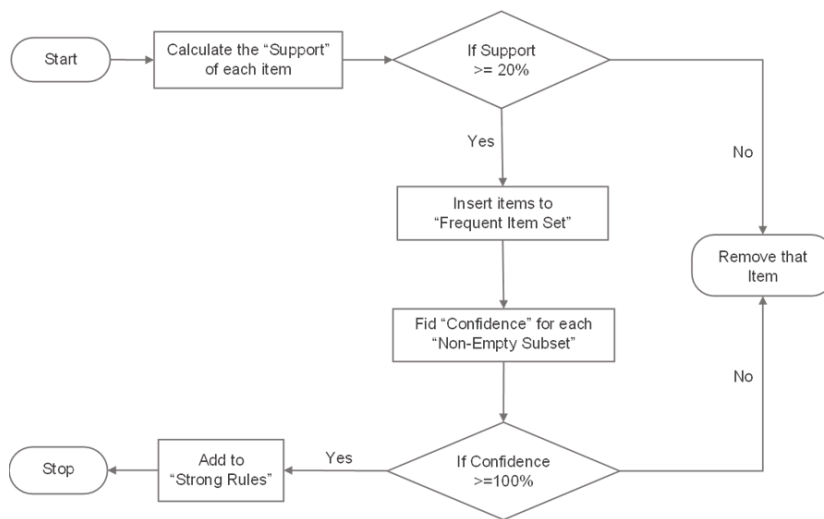 Start
Calculate the “Support”
of each item
If Support
>= 20%
Yes
No
Insert items to
“Frequent Item Set”
Remove that
Item
Fid “Confidence” for each
“Non-Empty Subset”
No
If Confidence
>=100%
Yes
Add to
“Strong Rules”
Stop